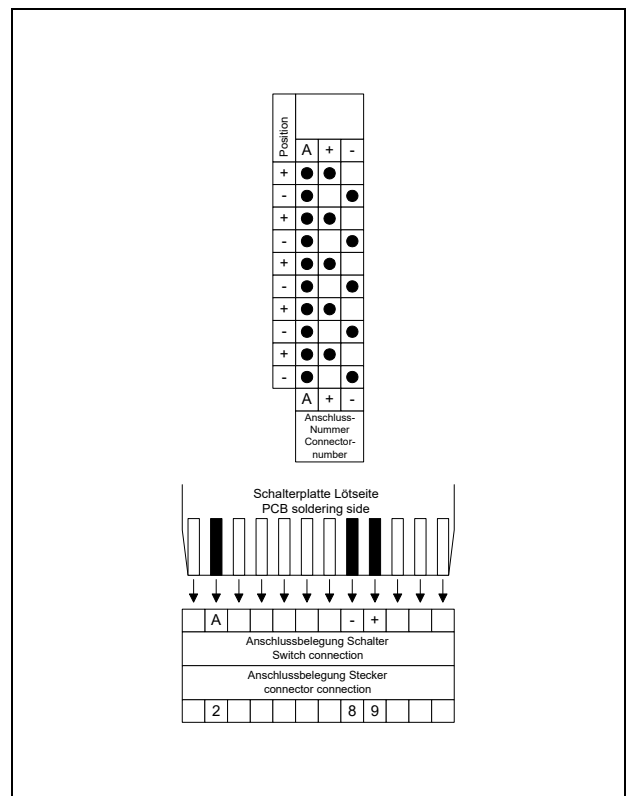 Position
A + -
+
-
+
-
+
-
+
-
+
-
A + -
Anschluss-
Nummer
Connector-
number
Schalterplatte Lötseite
PCB soldering side
A - +
Anschlussbelegung Schalter
Switch connection
Anschlussbelegung Stecker
connector connection
2 8 9